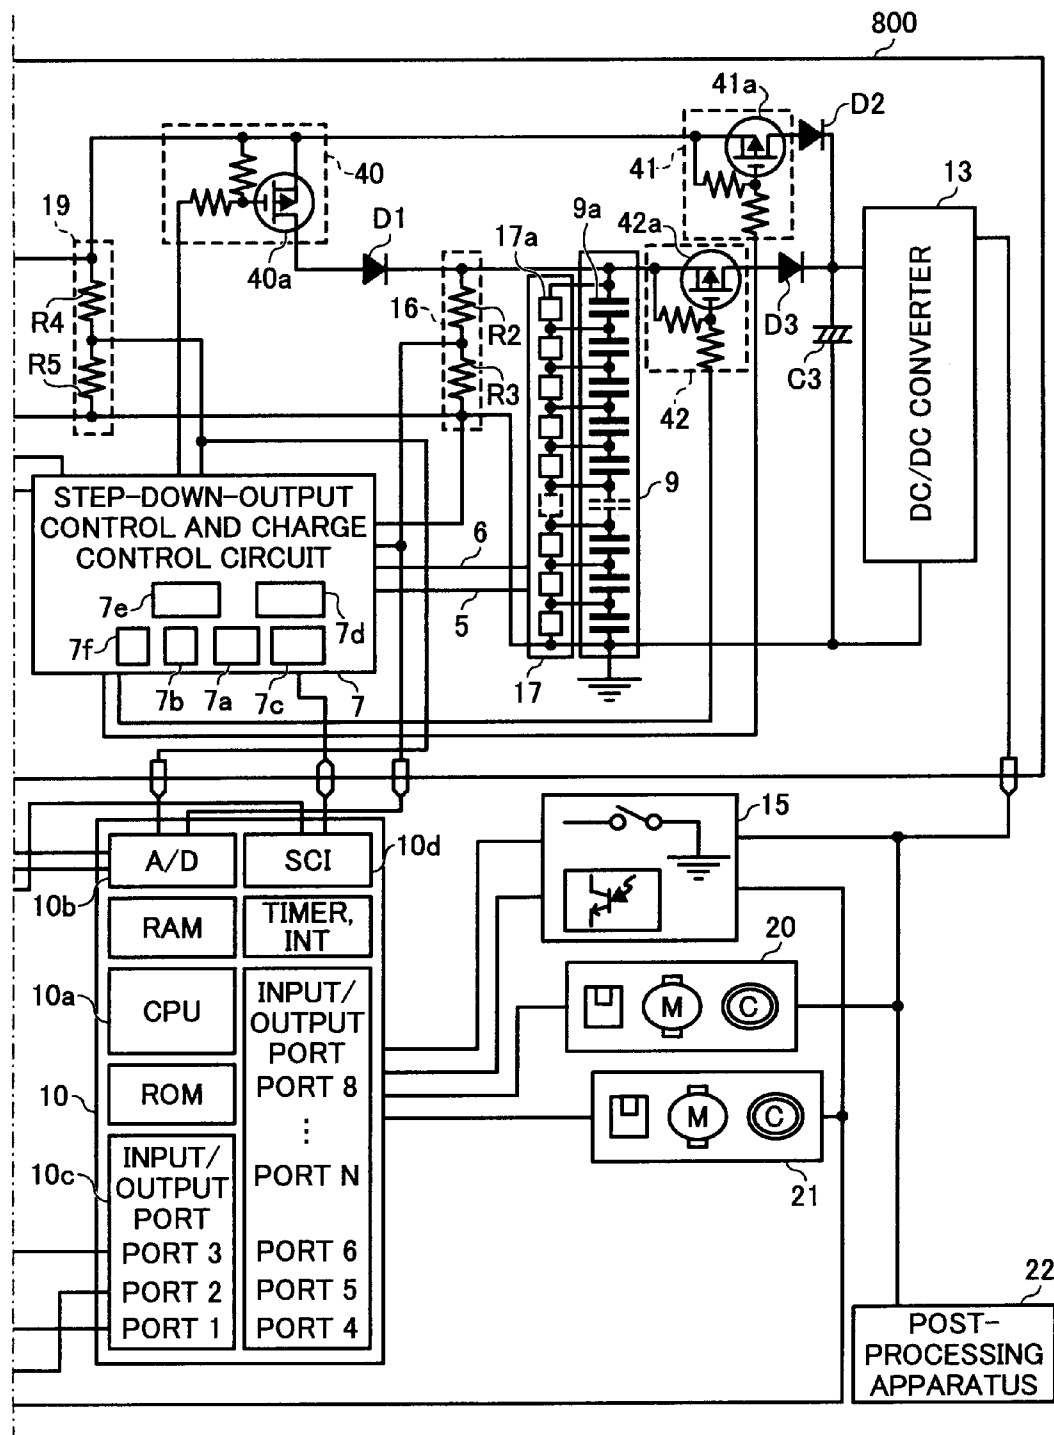 800
41a
D2
40
41
13
19
D1
9a
42a
17a
40a
16
R4
R2
D3
R5
R3
C3
42
DC/DC CONVERTER
9
STEP-DOWN-OUTPUT
CONTROL AND CHARGE
CONTROL CIRCUIT
6
5
7e
7d
7f
7b
7a
7c
7
17
15
A/D
SCI
10d
10b
RAM
TIMER,
INT
20
10a
CPU
INPUT/
OUTPUT
PORT
M
C
10
ROM
PORT 8
M
C
10c
INPUT/
OUTPUT
PORT
PORT N
21
PORT 3
PORT 6
PORT 2
PORT 5
PORT 1
PORT 4
22
POST-
PROCESSING
APPARATUS